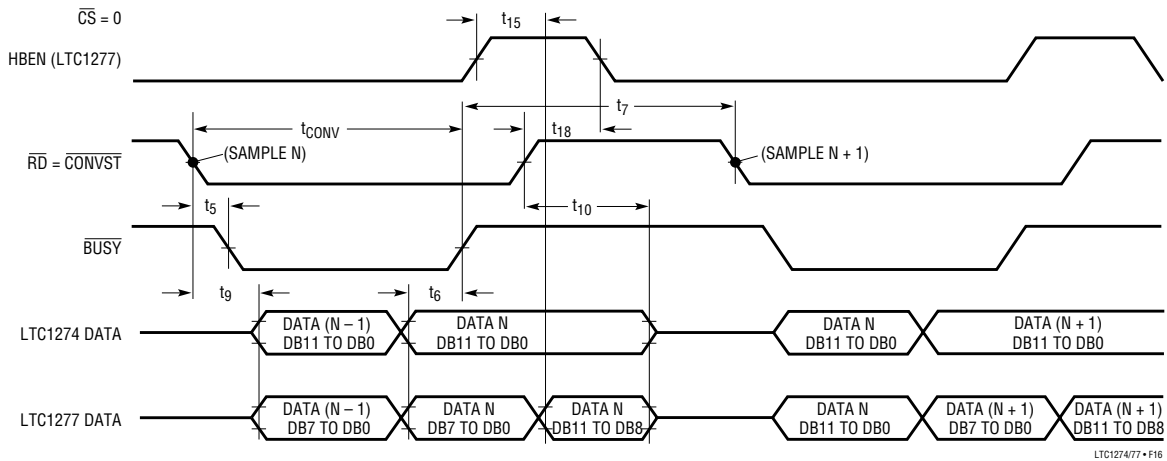 CS = 0
t15
HBEN (LTC1277)
t7
tCONV
t18
RD = CONVST
(SAMPLE N)
(SAMPLE N + 1)
t5
t10
BUSY
t9
t6
LTC1274 DATA
DATA (N – 1)
DB11 TO DB0
DATA N
DB11 TO DB0
DATA N
DB11 TO DB0
DATA (N + 1)
DB11 TO DB0
LTC1277 DATA
DATA (N – 1)
DB7 TO DB0
DATA N
DB7 TO DB0
DATA N
DB11 TO DB8
DATA N
DB11 TO DB0
DATA (N + 1)
DB7 TO DB0
DATA (N + 1)
DB11 TO DB8
LTC1274/77 • F16